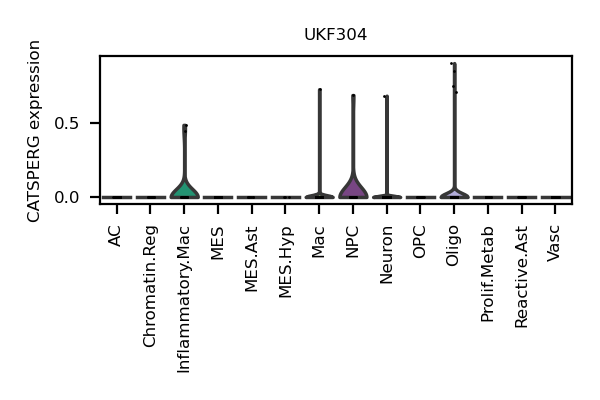 UKF304
CATSPERG expression
0.5
0.0
AC
Chromatin.Reg
Inflammatory.Mac
MES
MES.Ast
MES.Hyp
Mac
NPC
Neuron
OPC
Oligo
Prolif.Metab
Reactive.Ast
Vasc